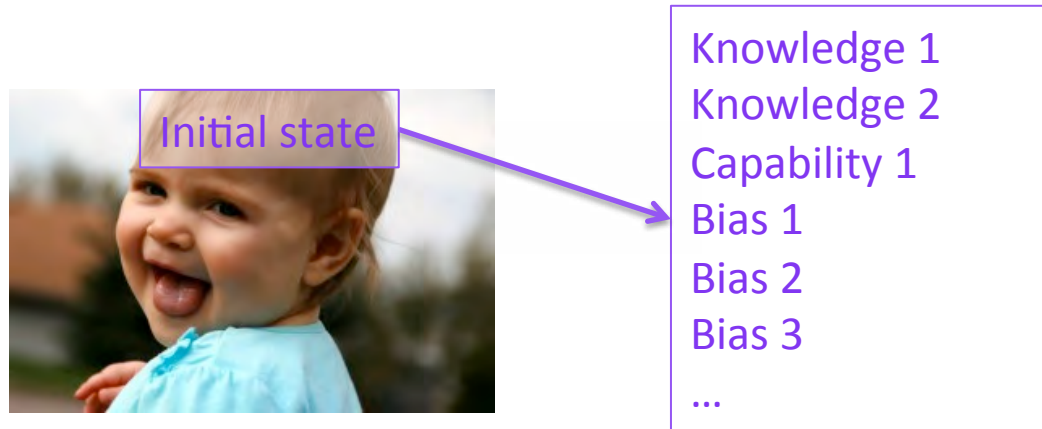 Initial state
Knowledge 1
Knowledge 2
Capability 1
Bias 1
Bias 2
Bias 3
...